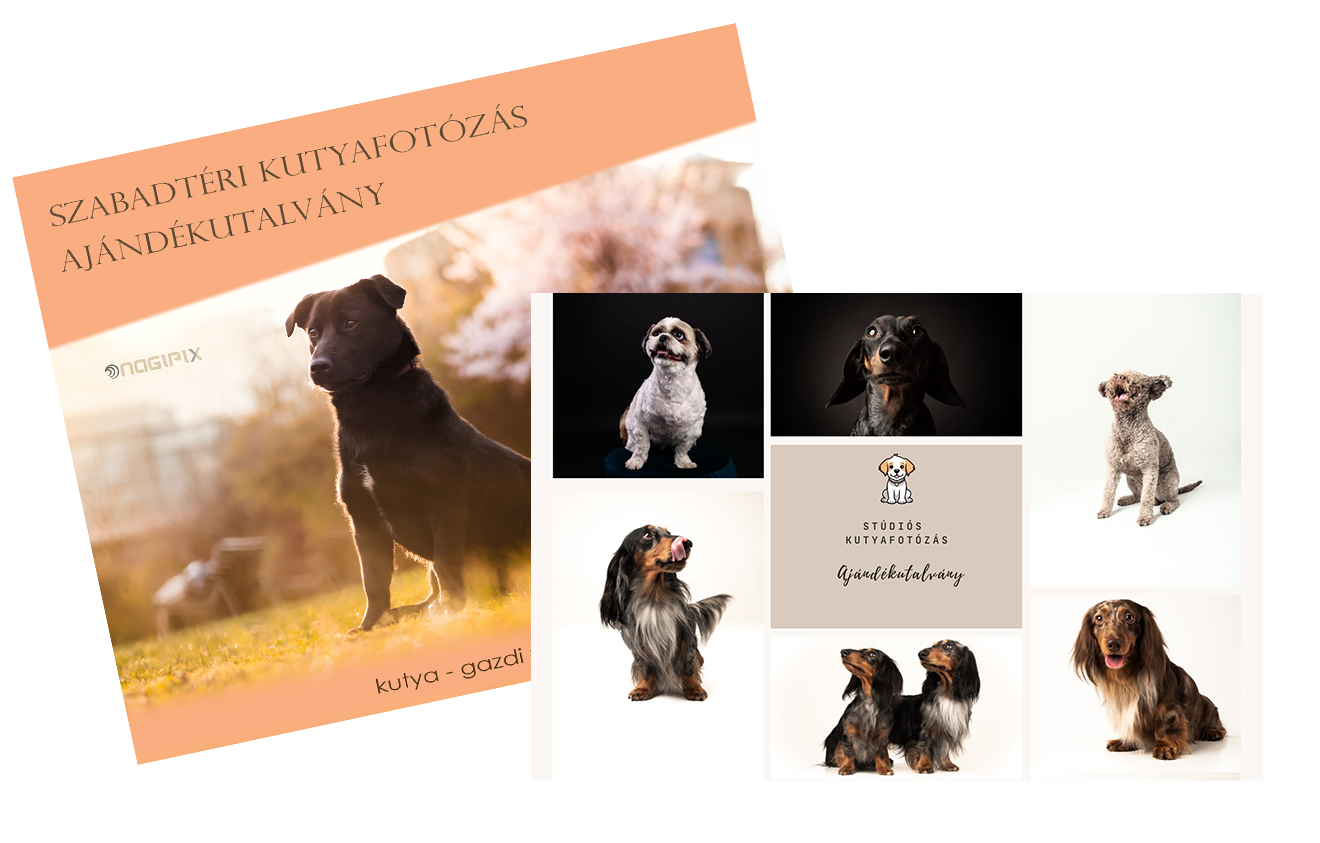 SZABADTÉRI KUTYAFOTÓZÁS
AJÁNDÉKUTALVÁNY
NAGIPIX
kutya - gazdi
STÚDIÓS
KUTYAFOTÓZÁS
Ajándékutalvány